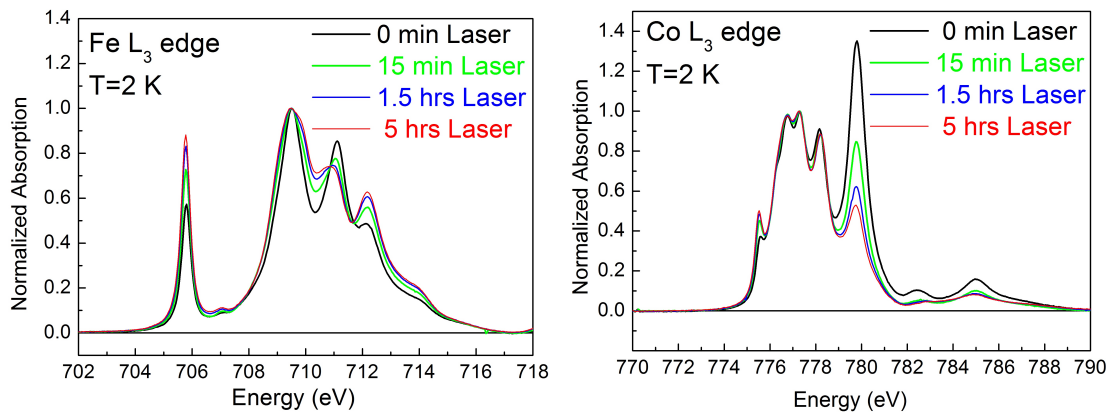 Fe L3 edge
T=2 K
0 min Laser
15 min Laser
1.5 hrs Laser
5 hrs Laser
Normalized Absorption
1.4
1.2
1.0
0.8
0.6
0.4
0.2
0.0
702 704 706 708 710 712 714 716 718
Energy (eV)
Co L3 edge
T=2 K
0 min Laser
15 min Laser
1.5 hrs Laser
5 hrs Laser
Normalized Absorption
1.4
1.2
1.0
0.8
0.6
0.4
0.2
0.0
770 772 774 776 778 780 782 784 786 788 790
Energy (eV)